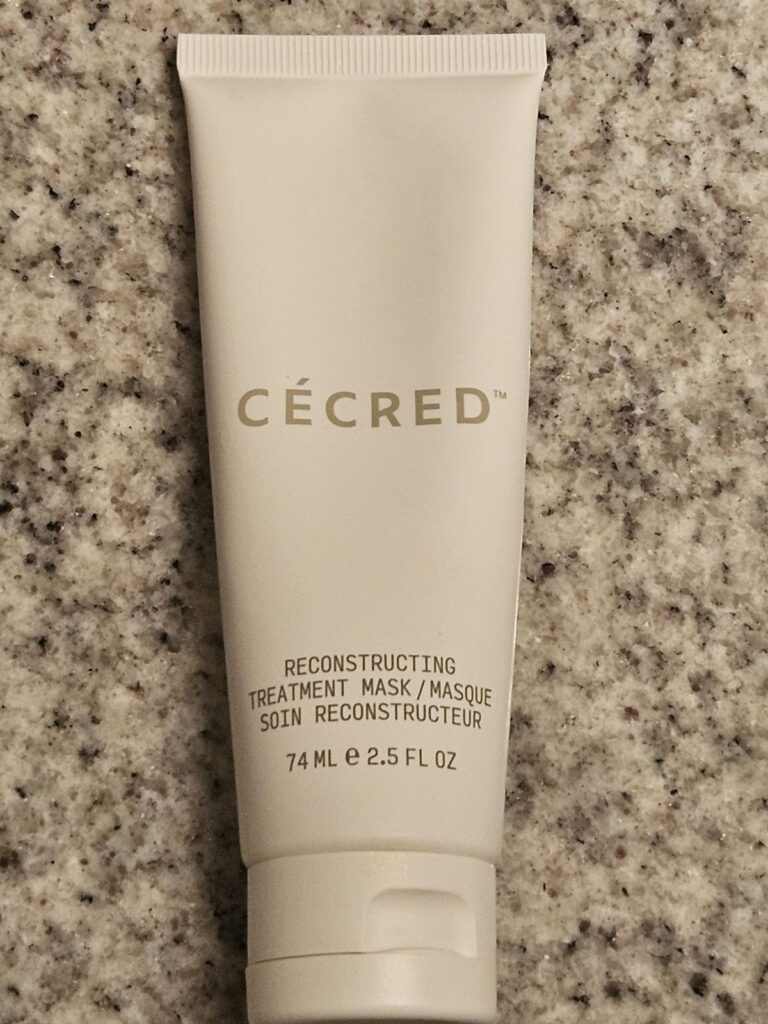 CÉCRED™
RECONSTRUCTING
TREATMENT MASK/MASQUE
SOIN RECONSTRUCTEUR
74 ML ℮ 2.5 FL OZ